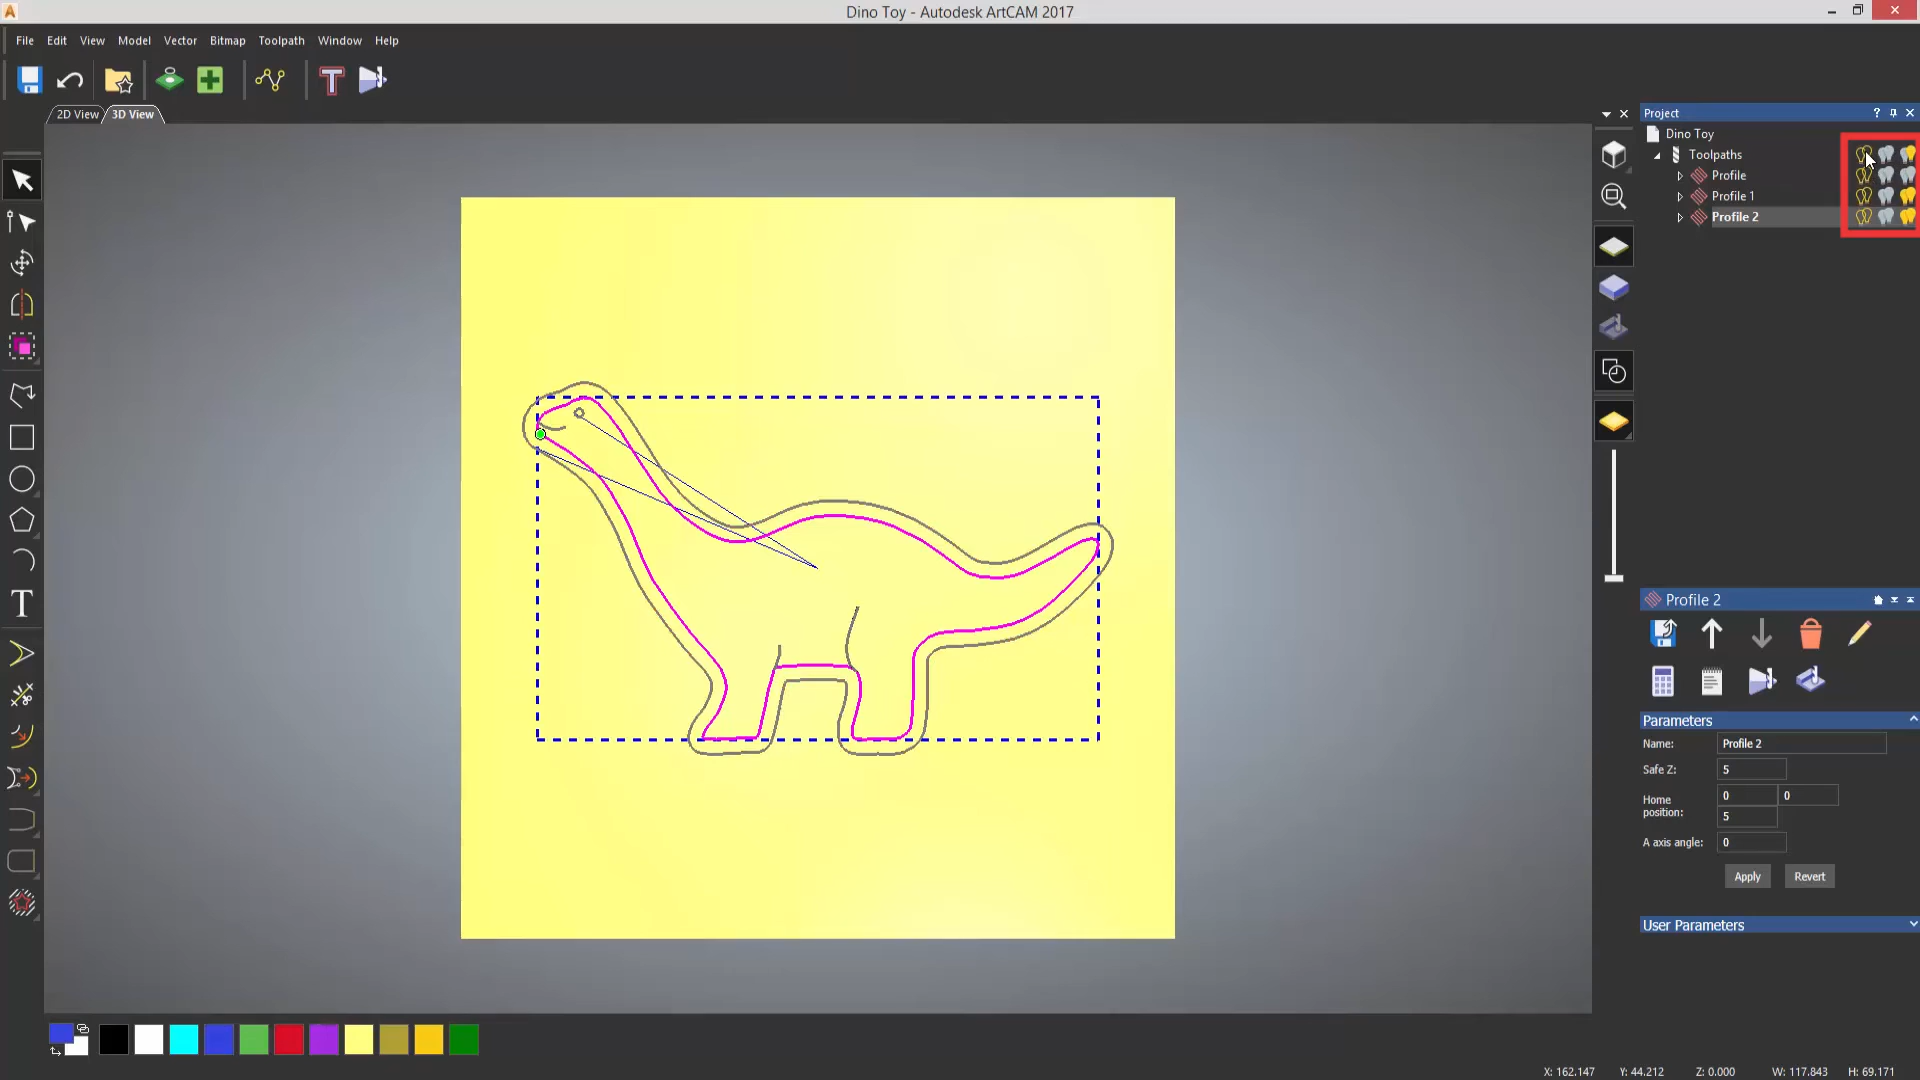 Dino Toy - Autodesk ArtCAM 2017
File Edit View Model Vector Bitmap Toolpath Window Help
2D View 3D View
Project
Dino Toy
Toolpaths
Profile
Profile 1
Profile 2
Profile 2
Parameters
Name: Profile 2
Safe Z: 5
Home position: 0 0
5
A axis angle: 0
Apply Revert
User Parameters
X: 162.147 Y: 44.212 Z: 0.000 W: 117.843 H: 69.171